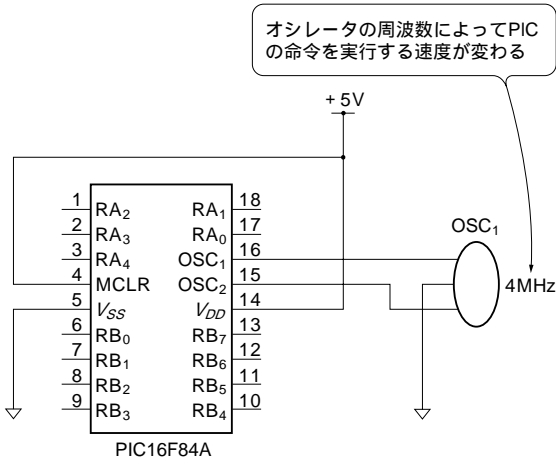 オシレータの周波数によってPIC
の命令を実行する速度が変わる
+5V
1 RA2 RA1 18
2 RA3 RA0 17
3 RA4 OSC1 16
4 MCLR OSC2 15
5 VSS VDD 14
6 RB0 RB7 13
7 RB1 RB6 12
8 RB2 RB5 11
9 RB3 RB4 10
PIC16F84A
OSC1
4MHz